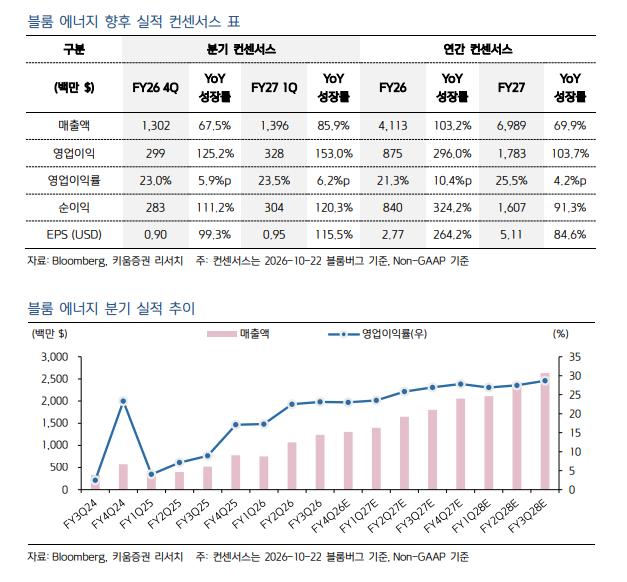 블룸 에너지 향후 실적 컨센서스 표
구분 분기 컨센서스 연간 컨센서스
(백만 $) FY26 4Q YoY 성장률 FY27 1Q YoY 성장률 FY26 YoY 성장률 FY27 YoY 성장률
매출액 1,302 67.5% 1,396 85.9% 4,113 103.2% 6,989 69.9%
영업이익 299 125.2% 328 153.0% 875 296.0% 1,783 103.7%
영업이익률 23.0% 5.9%p 23.5% 6.2%p 21.3% 10.4%p 25.5% 4.2%p
순이익 283 111.2% 304 120.3% 840 324.2% 1,607 91.3%
EPS (USD) 0.90 99.3% 0.95 115.5% 2.77 264.2% 5.11 84.6%
자료: Bloomberg, 키움증권 리서치 주: 컨센서스는 2026-10-22 블룸버그 기준, Non-GAAP 기준
블룸 에너지 분기 실적 추이
(백만 $) 매출액 영업이익률(우) (%)
3,000 35
2,500 30
2,000 25
1,500 20
1,000 15
500 10
0 5
0
FY3Q24 FY4Q24 FY1Q25 FY2Q25 FY3Q25 FY4Q25 FY1Q26 FY2Q26 FY3Q26 FY4Q26E FY1Q27E FY2Q27E FY3Q27E FY4Q27E FY1Q28E FY2Q28E FY3Q28E
자료: Bloomberg, 키움증권 리서치 주: 컨센서스는 2026-10-22 블룸버그 기준, Non-GAAP 기준